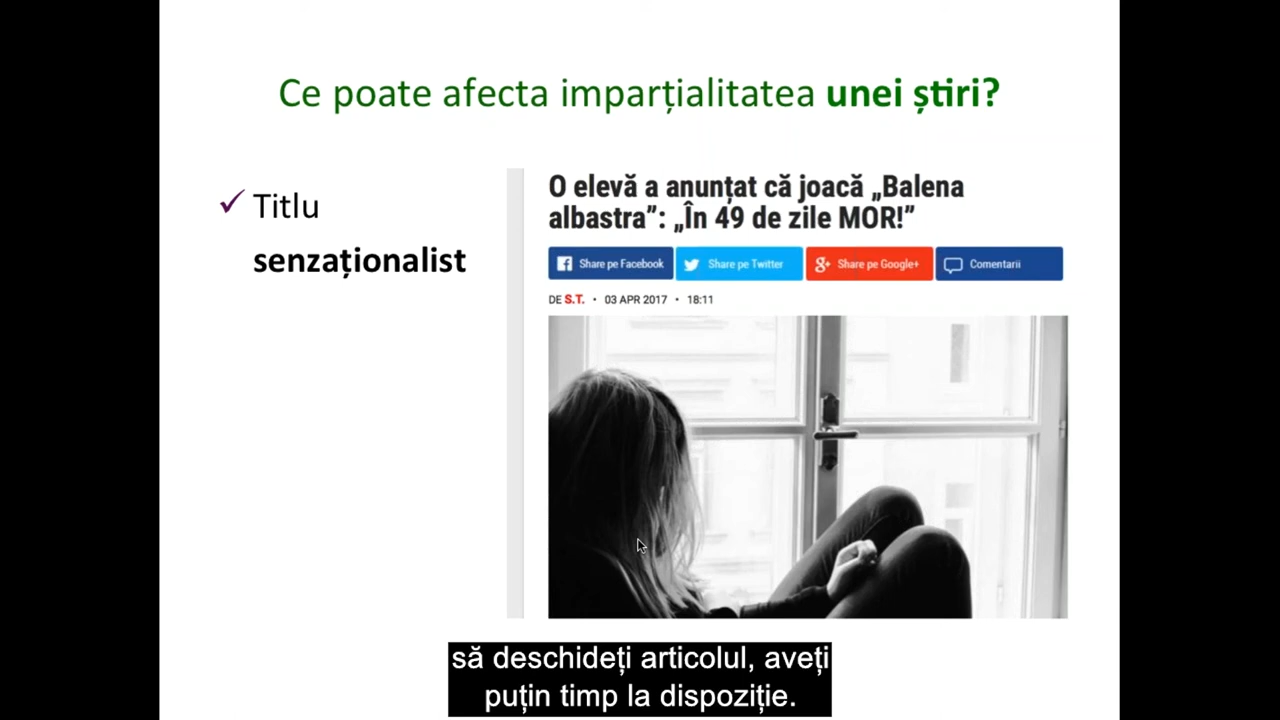 Ce poate afecta imparțialitatea unei știri?
✓ Titlu
senzaționalist
O elevă a anunțat că joacă „Balena
albastra”: „În 49 de zile MOR!”
Share pe Facebook Share pe Twitter Share pe Google+ Comentarii
DE S.T. • 03 APR 2017 • 18:11
să deschideți articolul, aveți
puțin timp la dispoziție.